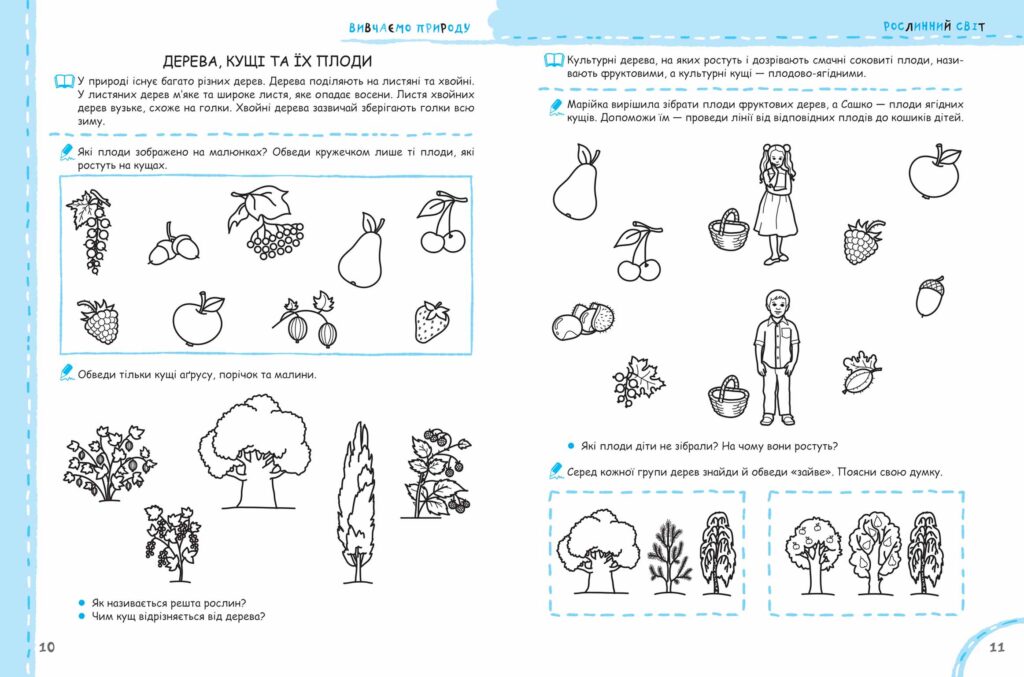 ВИВЧАЄМО ПРИРОДУ
ДЕРЕВА, КУЩІ ТА ЇХ ПЛОДИ
У природі існує багато різних дерев. Дерева поділяють на листяні та хвойні.
У листяних дерев м'яке та широке листя, яке опадає восени. Листя хвойних
дерев вузьке, схоже на голки. Хвойні дерева зазвичай зберігають голки всю
зиму.
Які плоди зображено на малюнках? Обведи кружечком лише ті плоди, які
ростуть на кущах.
Обведи тільки кущі аґрусу, порічок та малини.
Як називається решта рослин?
Чим кущ відрізняється від дерева?
10
РОСЛИННИЙ СВІТ
Культурні дерева, на яких ростуть і дозрівають смачні соковиті плоди, нази-
вають фруктовими, а культурні кущі — плодово-ягідними.
Марійка вирішила зібрати плоди фруктових дерев, а Сашко — плоди ягідних
кущів. Допоможи їм — проведи лінії від відповідних плодів до кошиків дітей.
Які плоди діти не зібрали? На чому вони ростуть?
Серед кожної групи дерев знайди й обведи «зайве». Поясни свою думку.
11